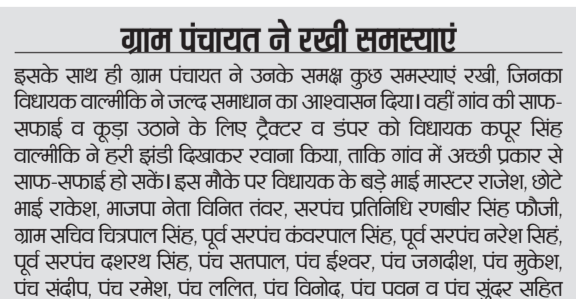 ग्राम पंचायत ने रखी समस्याएं
इसके साथ ही ग्राम पंचायत ने उनके समक्ष कुछ समस्याएं रखी, जिनका
विधायक वाल्मीकि ने जल्द समाधान का आश्वासन दिया। वहीं गांव की साफ-
सफाई व कूड़ा उठाने के लिए ट्रैक्टर व डंपर को विधायक कपूर सिंह
वाल्मीकि ने हरी झंडी दिखाकर रवाना किया, ताकि गांव में अच्छी प्रकार से
साफ-सफाई हो सकें। इस मौके पर विधायक के बड़े भाई मास्टर राजेश, छोटे
भाई राकेश, भाजपा नेता विनित तंवर, सरपंच प्रतिनिधि रणबीर सिंह फौजी,
ग्राम सचिव चित्रपाल सिंह, पूर्व सरपंच कंवरपाल सिंह, पूर्व सरपंच नरेश सिहं,
पूर्व सरपंच दशरथ सिंह, पंच सतपाल, पंच ईश्वर, पंच जगदीश, पंच मुकेश,
पंच संदीप, पंच रमेश, पंच ललित, पंच विनोद, पंच पवन व पंच सुंदर सहित